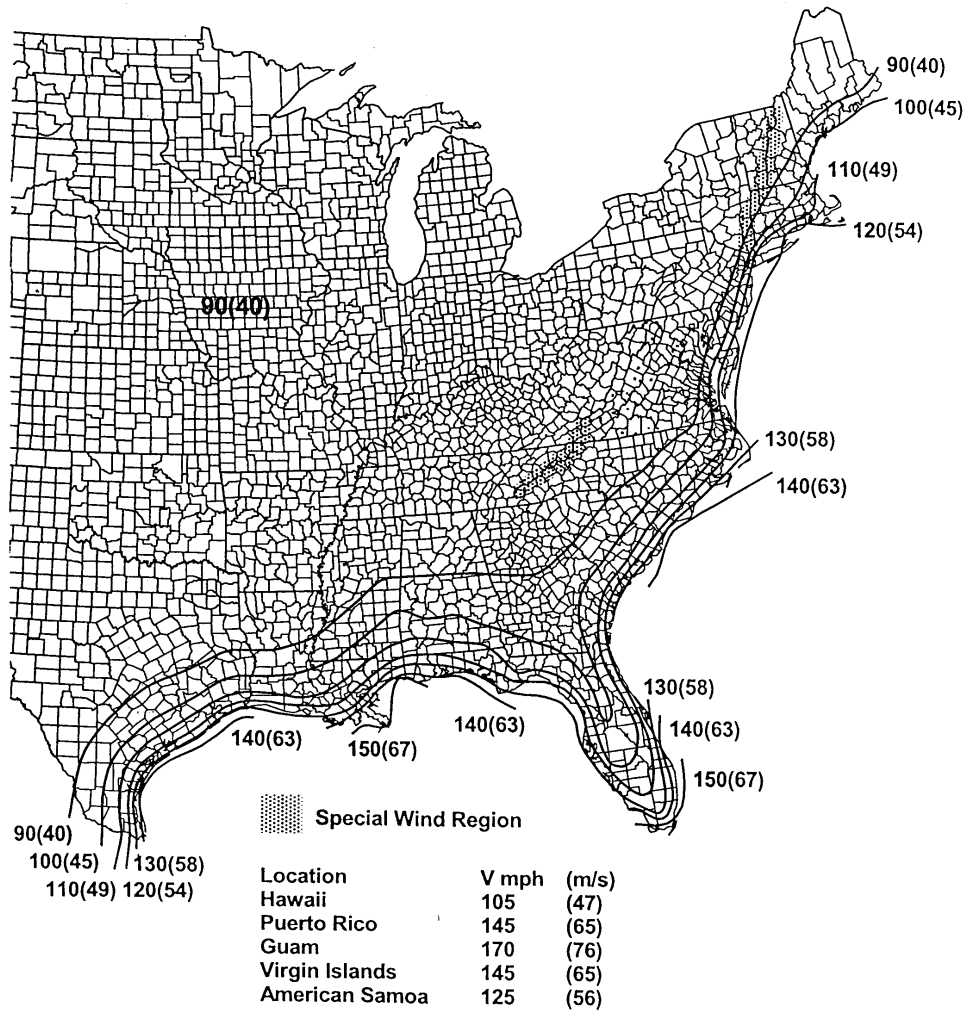 90(40)
100(45)
110(49)
120(54)
90(40)
130(58)
140(63)
130(58)
140(63)
140(63)
140(63)
150(67)
150(67)
Special Wind Region
90(40)
100(45) 130(58)
110(49) 120(54)
Location V mph (m/s)
Hawaii 105 (47)
Puerto Rico 145 (65)
Guam 170 (76)
Virgin Islands 145 (65)
American Samoa 125 (56)